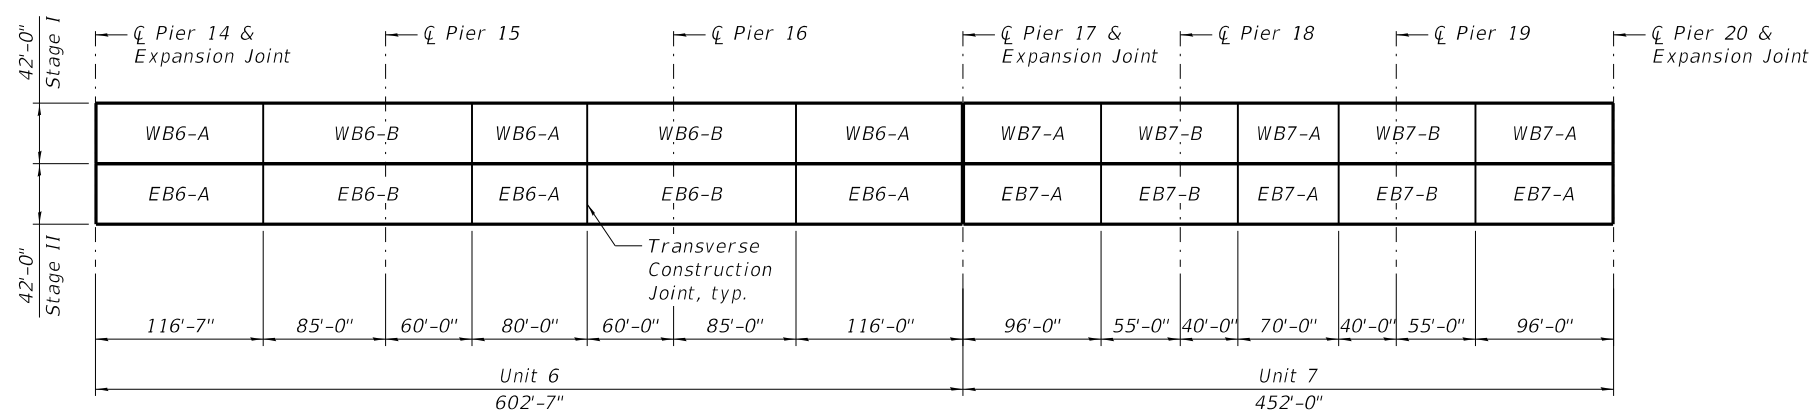 42'-0"
Stage I
℄ Pier 14 &
Expansion Joint
℄ Pier 15
℄ Pier 16
℄ Pier 17 &
Expansion Joint
℄ Pier 18
℄ Pier 19
℄ Pier 20 &
Expansion Joint
WB6-A WB6-B WB6-A WB6-B WB6-A WB7-A WB7-B WB7-A WB7-B WB7-A
EB6-A EB6-B EB6-A EB6-B EB6-A EB7-A EB7-B EB7-A EB7-B EB7-A
42'-0"
Stage II
Transverse
Construction
Joint, typ.
116'-7" 85'-0" 60'-0" 80'-0" 60'-0" 85'-0" 116'-0" 96'-0" 55'-0" 40'-0" 70'-0" 40'-0" 55'-0" 96'-0"
Unit 6 Unit 7
602'-7" 452'-0"